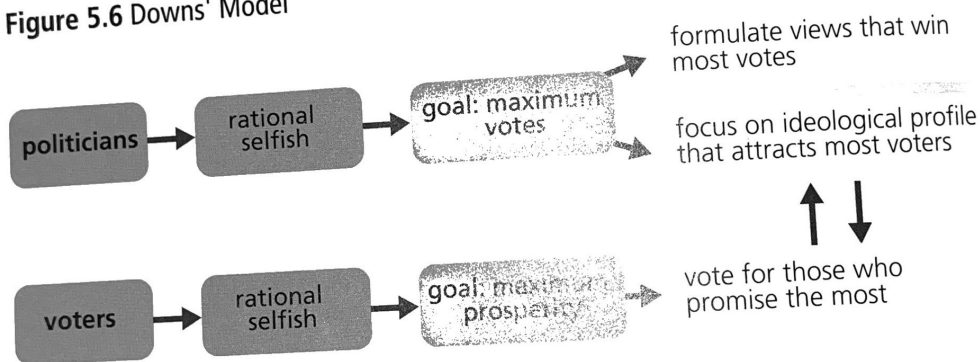 Figure 5.6 Downs' Model
politicians
rational
selfish
goal: maximum
votes
formulate views that win
most votes
focus on ideological profile
that attracts most voters
voters
rational
selfish
goal: maximum
prosperity
vote for those who
promise the most